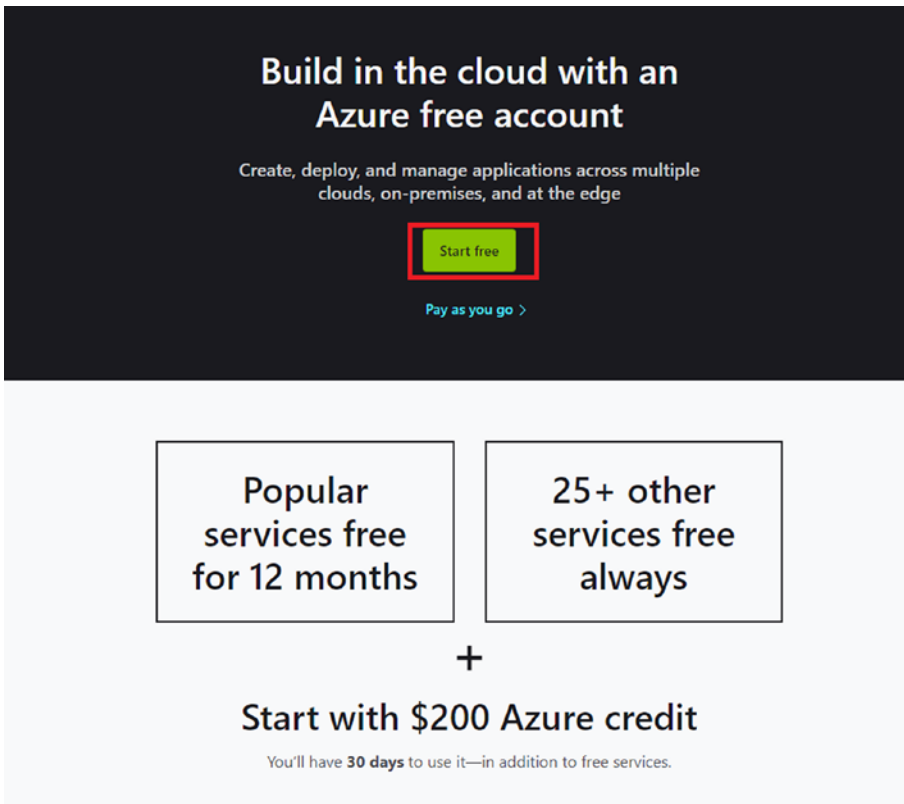 Build in the cloud with an
Azure free account
Create, deploy, and manage applications across multiple
clouds, on-premises, and at the edge
Start free
Pay as you go >
Popular
services free
for 12 months
25+ other
services free
always
+
Start with $200 Azure credit
You'll have 30 days to use it—in addition to free services.